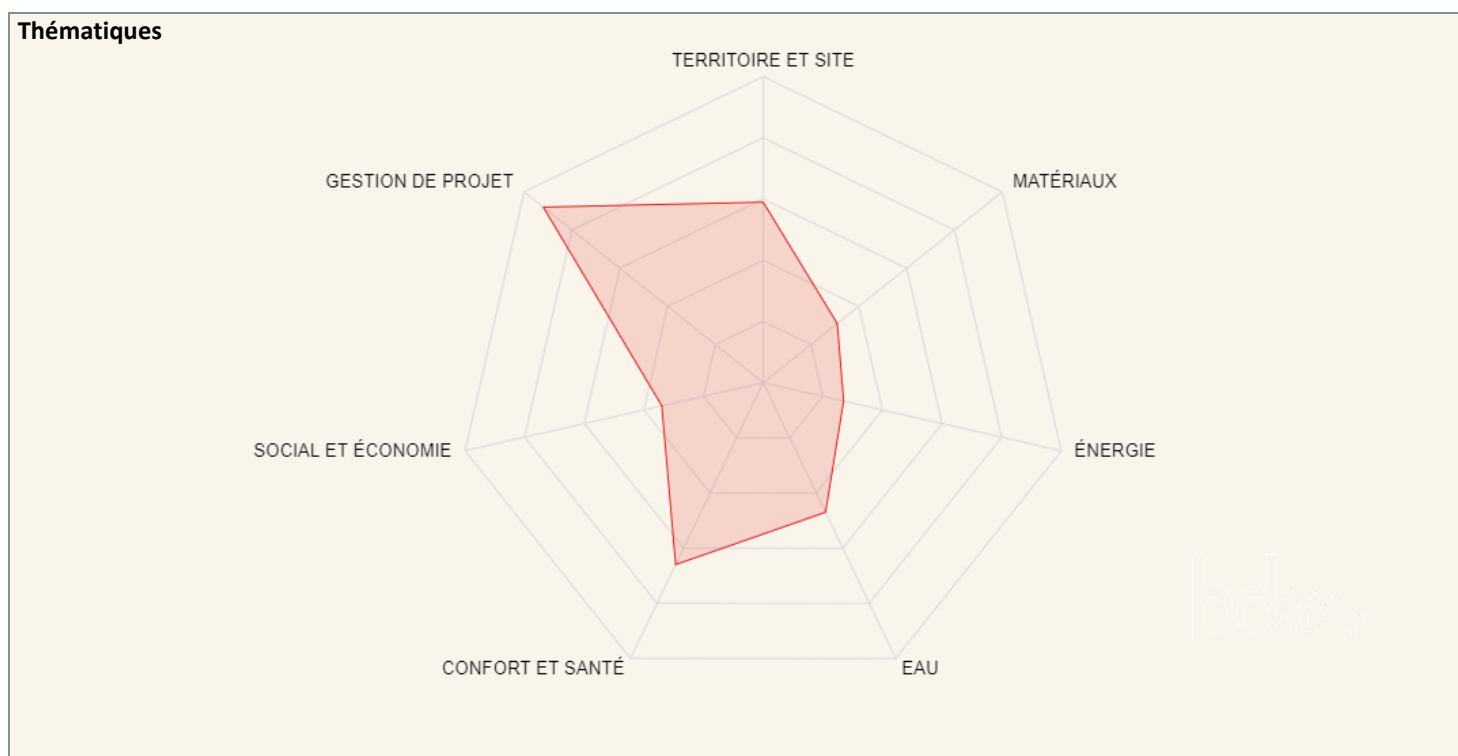 Thématiques
TERRITOIRE ET SITE
GESTION DE PROJET
MATÉRIAUX
SOCIAL ET ÉCONOMIE
ÉNERGIE
CONFORT ET SANTÉ
EAU